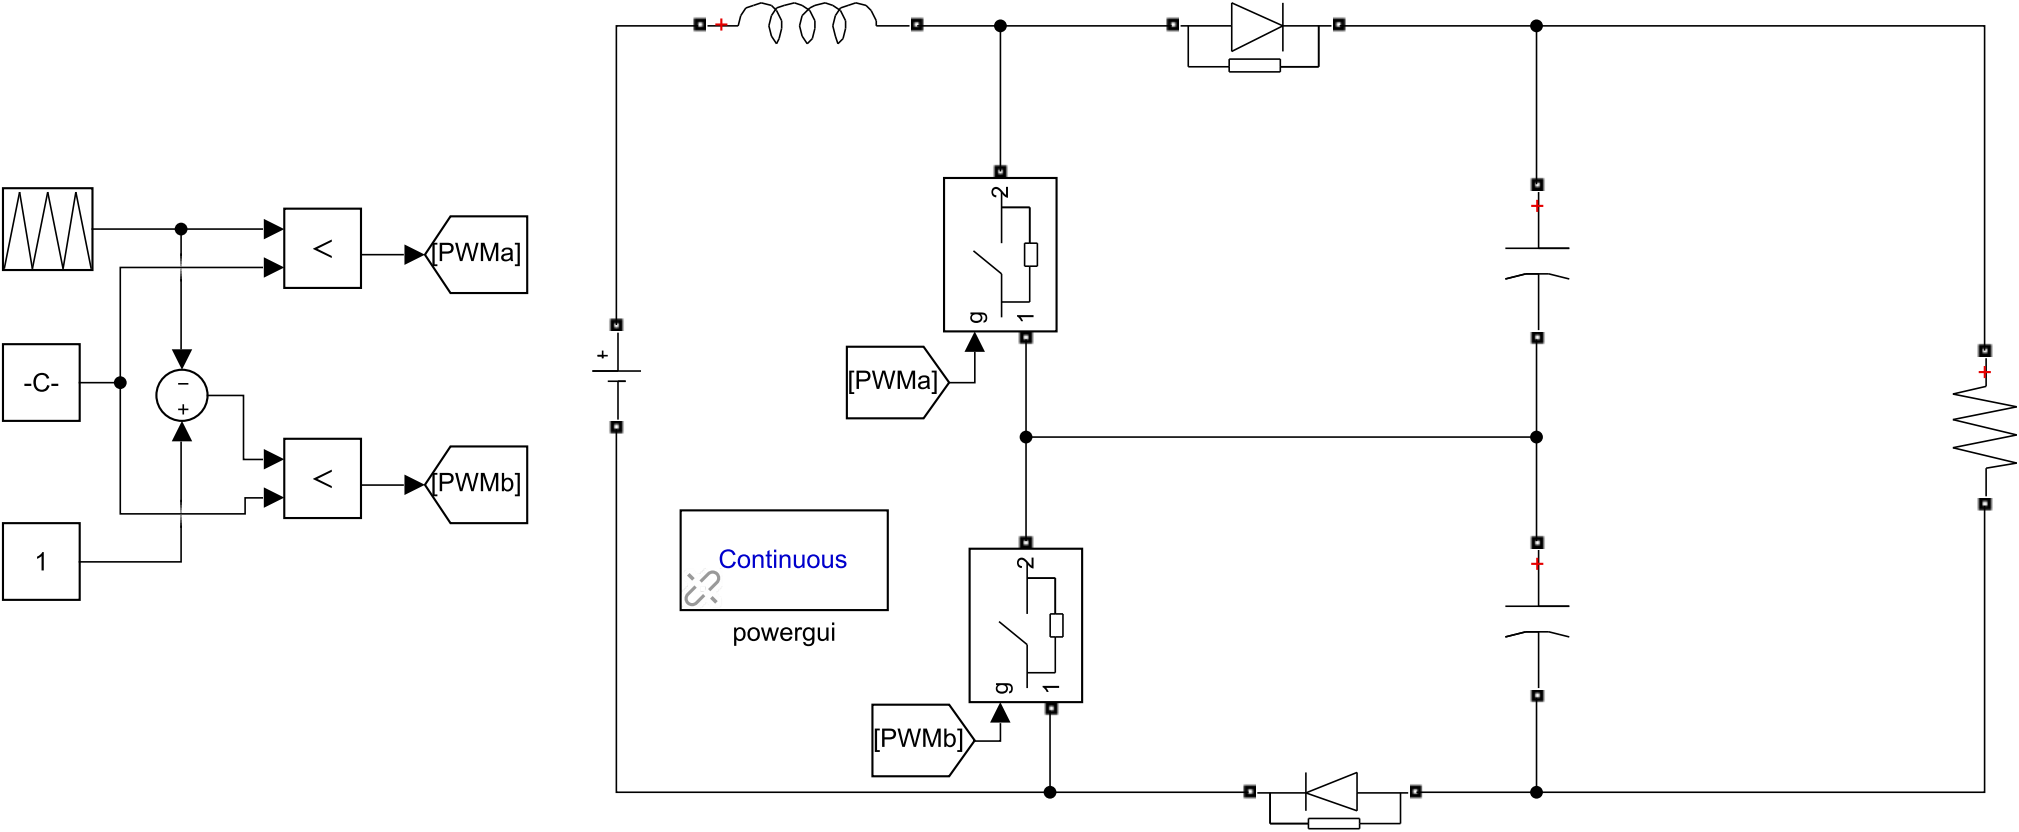 <
[PWMa]
-C-
−
+
<
[PWMb]
1
+
+
2
g
1
[PWMa]
+
+
+
Continuous
powergui
2
g
1
[PWMb]